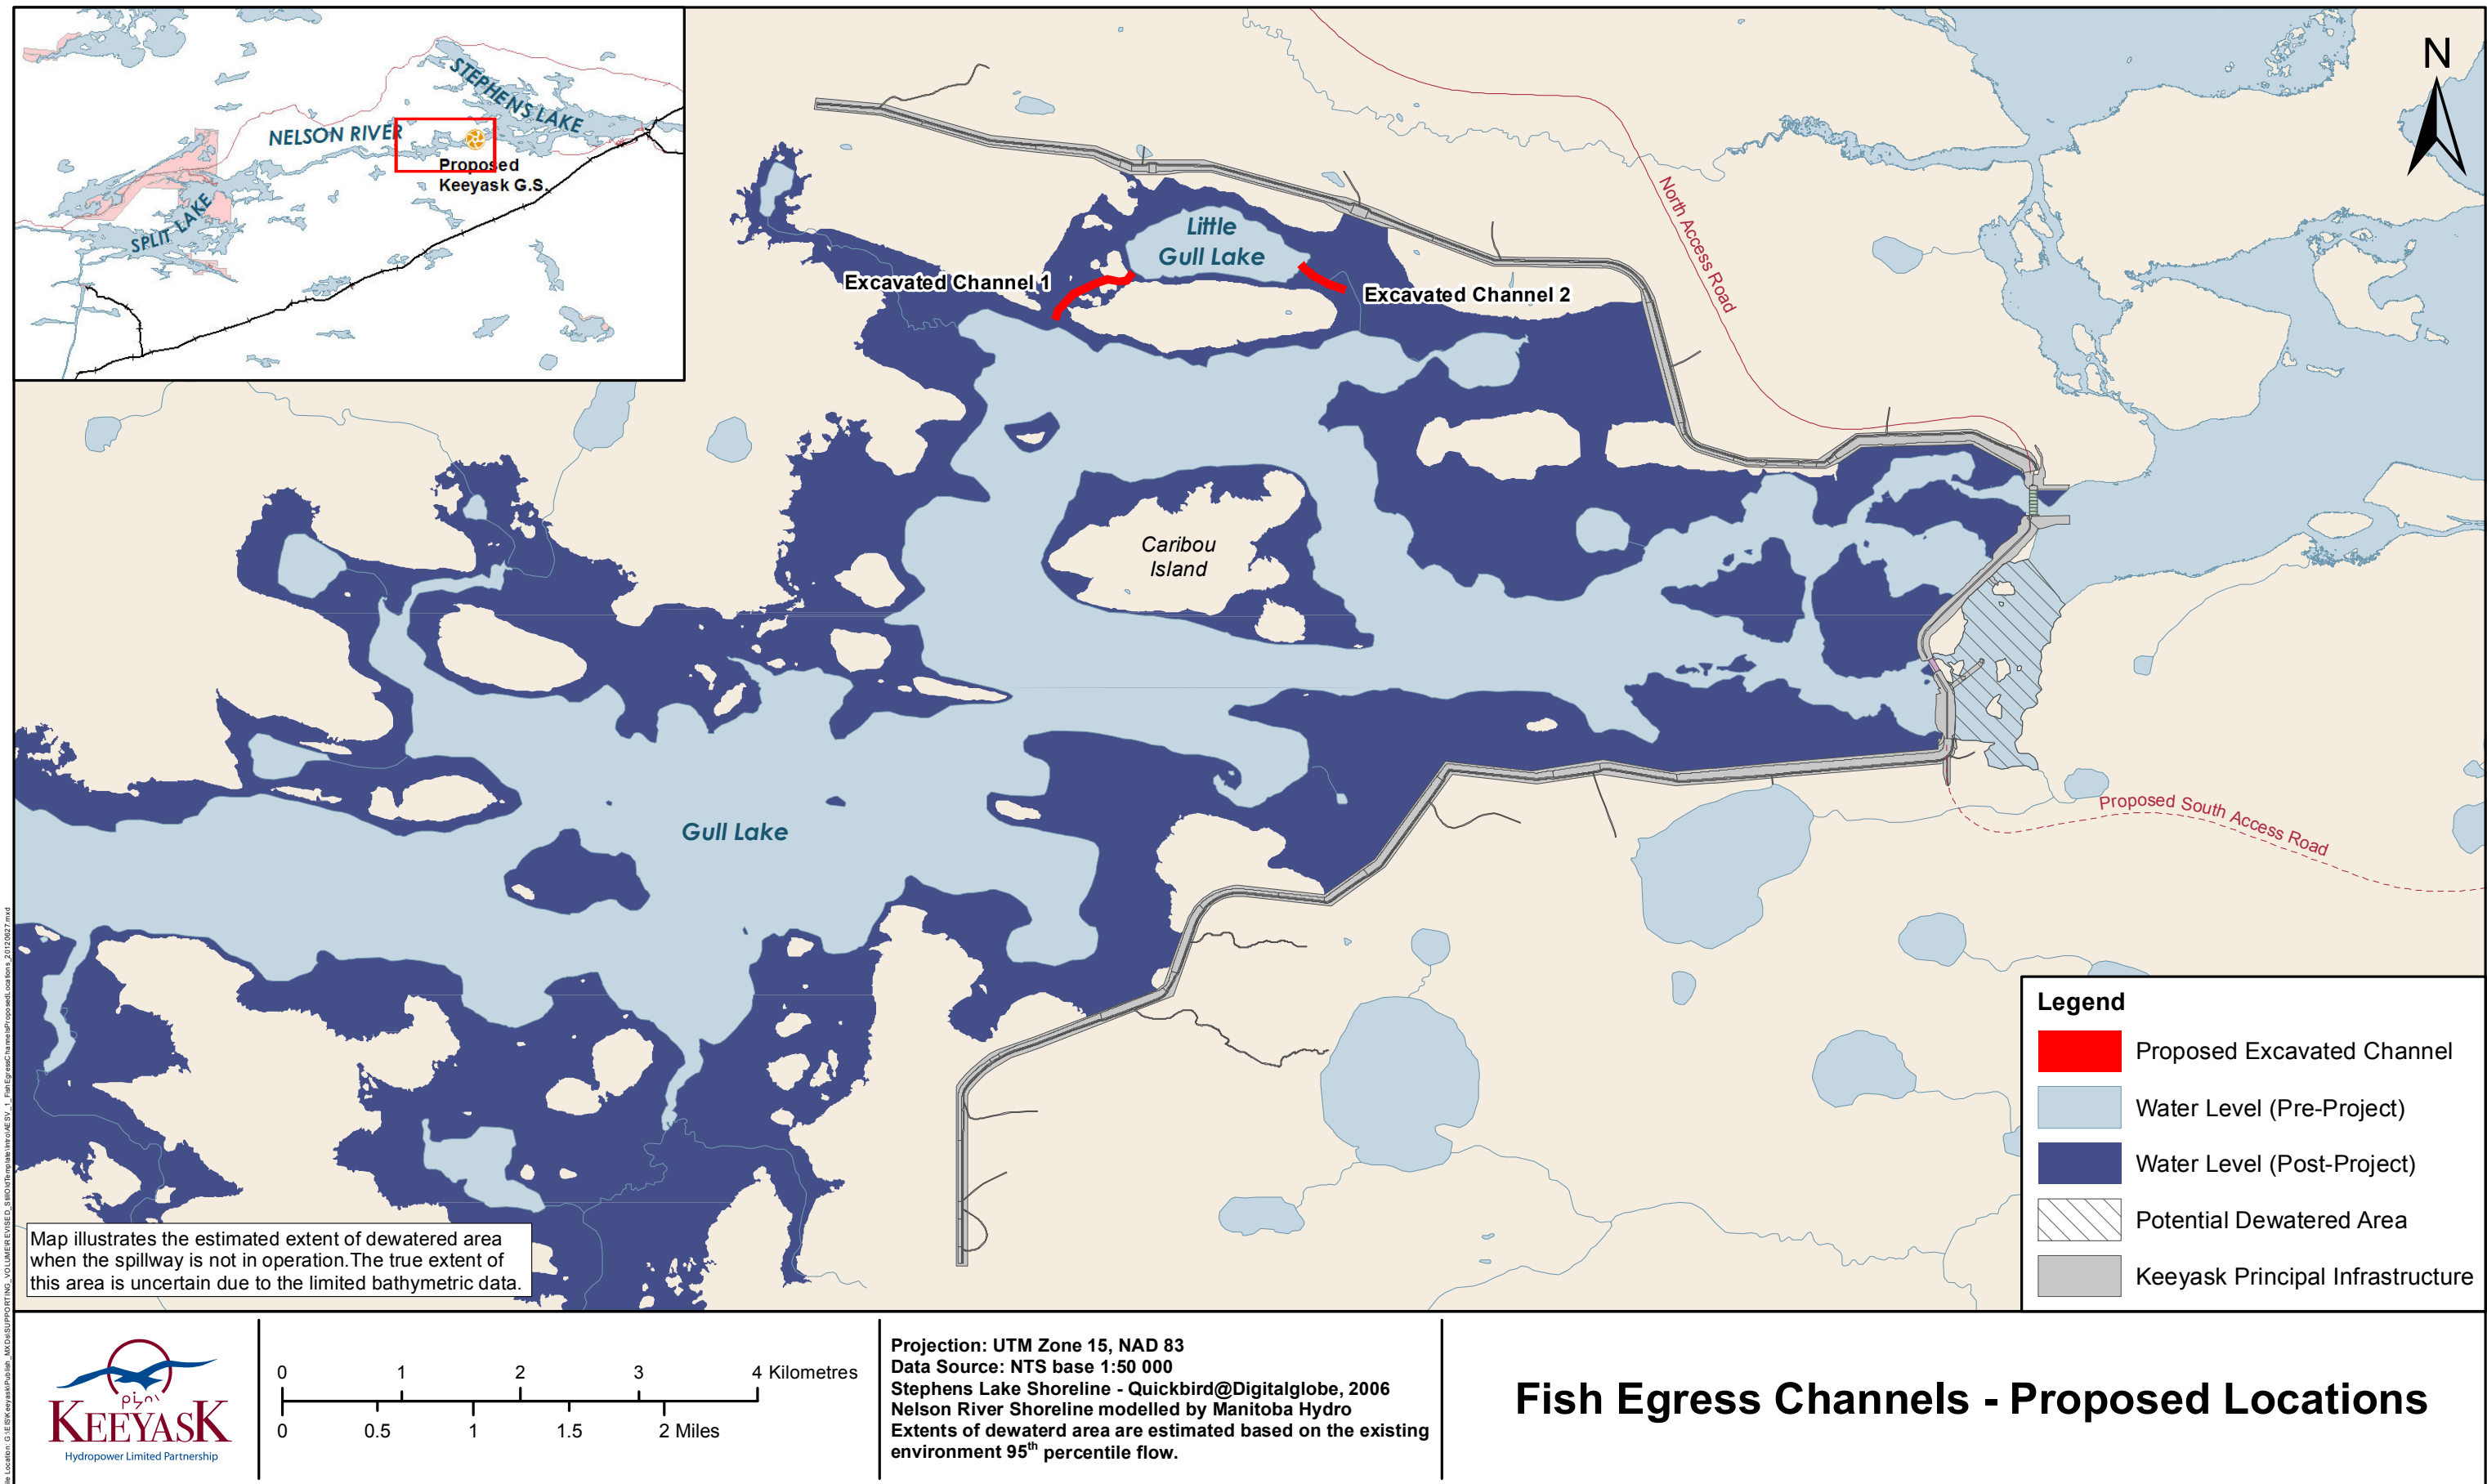 STEPHENS LAKE
NELSON RIVER
Proposed
Keeyask G.S.
SPLIT LAKE
N
North Access Road
Little
Gull Lake
Excavated Channel 1
Excavated Channel 2
Caribou
Island
Gull Lake
Proposed South Access Road
Legend
Proposed Excavated Channel
Water Level (Pre-Project)
Water Level (Post-Project)
Potential Dewatered Area
Keeyask Principal Infrastructure
Map illustrates the estimated extent of dewatered area
when the spillway is not in operation.The true extent of
this area is uncertain due to the limited bathymetric data.
KEEYASK
Hydropower Limited Partnership
0 1 2 3 4 Kilometres
0 0.5 1 1.5 2 Miles
Projection: UTM Zone 15, NAD 83
Data Source: NTS base 1:50 000
Stephens Lake Shoreline - Quickbird@Digitalglobe, 2006
Nelson River Shoreline modelled by Manitoba Hydro
Extents of dewaterd area are estimated based on the existing
environment 95th percentile flow.
Fish Egress Channels - Proposed Locations